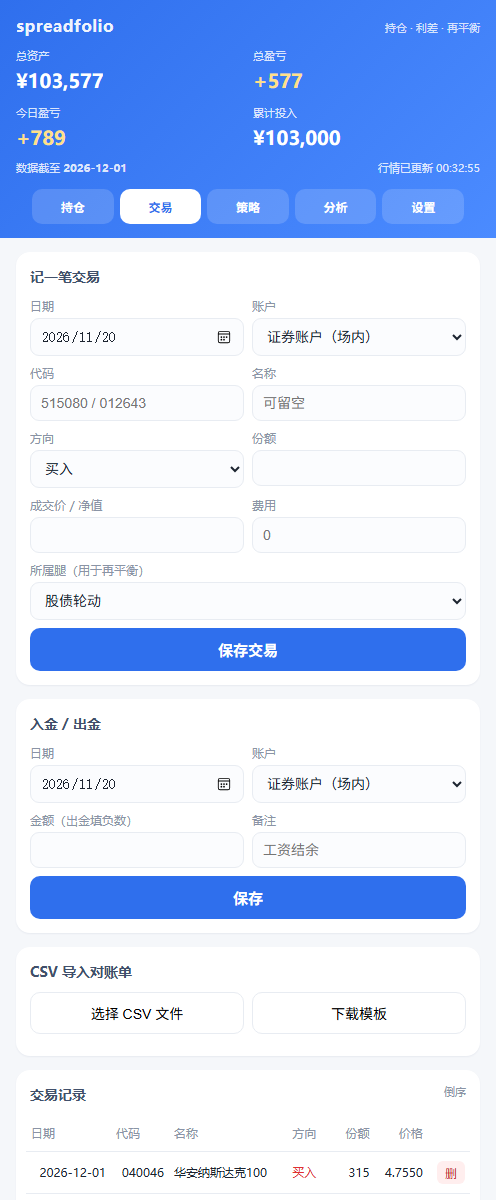 spreadfolio
持仓 · 利差 · 再平衡
总资产 总盈亏
¥103,577 +577
今日盈亏 累计投入
+789 ¥103,000
数据截至 2026-12-01 行情已更新 00:32:55
持仓 交易 策略 分析 设置
记一笔交易
日期 账户
2026/11/20 证券账户（场内）
代码 名称
515080 / 012643 可留空
方向 份额
买入
成交价 / 净值 费用
0
所属腿（用于再平衡）
股债轮动
保存交易
入金 / 出金
日期 账户
2026/11/20 证券账户（场内）
金额（出金填负数） 备注
工资结余
保存
CSV 导入对账单
选择 CSV 文件 下载模板
交易记录 倒序
日期 代码 名称 方向 份额 价格
2026-12-01 040046 华安纳斯达克100 买入 315 4.7550 删